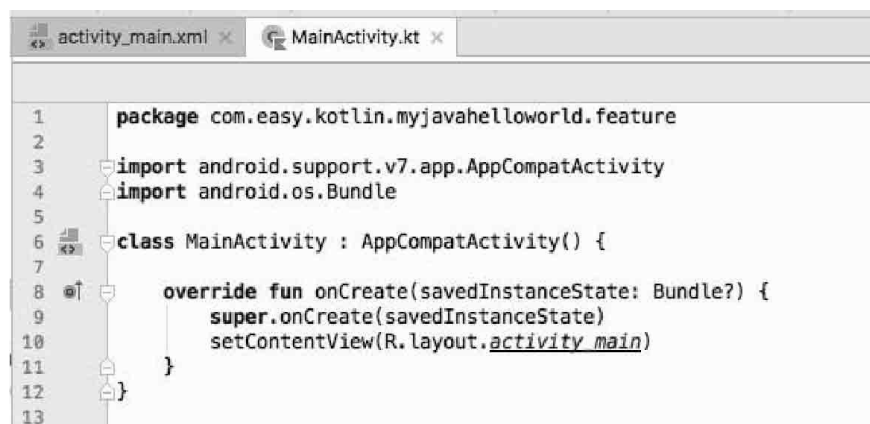 activity_main.xml
MainActivity.kt
1 package com.easy.kotlin.myjavahelloworld.feature
2
3 import android.support.v7.app.AppCompatActivity
4 import android.os.Bundle
5
6 class MainActivity : AppCompatActivity() {
7
8 override fun onCreate(savedInstanceState: Bundle?) {
9 super.onCreate(savedInstanceState)
10 setContentView(R.layout.activity_main)
11 }
12 }
13